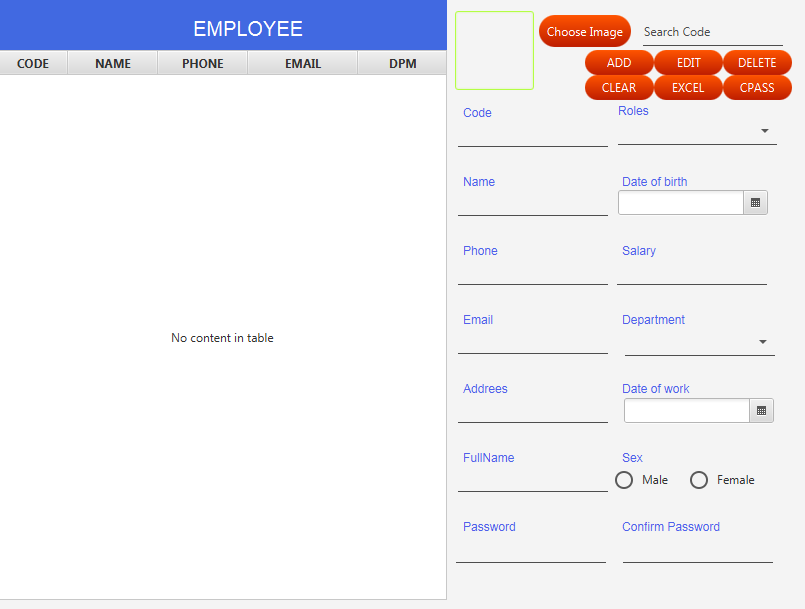 EMPLOYEE
CODE NAME PHONE EMAIL DPM
No content in table
Choose Image Search Code
ADD EDIT DELETE
CLEAR EXCEL CPASS
Code Roles
Name Date of birth
Phone Salary
Email Department
Addrees Date of work
FullName Sex
Male Female
Password Confirm Password